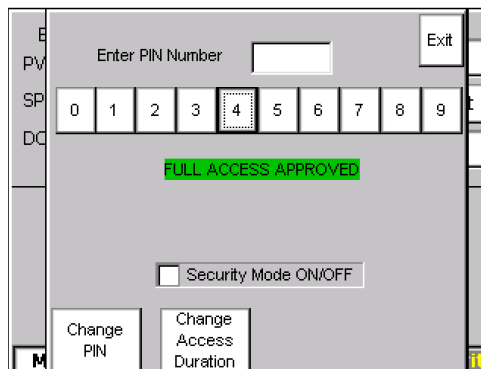 Enter PIN Number
Exit
PV
SP
0 1 2 3 4 5 6 7 8 9
FULL ACCESS APPROVED
Security Mode ON/OFF
Change
PIN
Change
Access
Duration
M